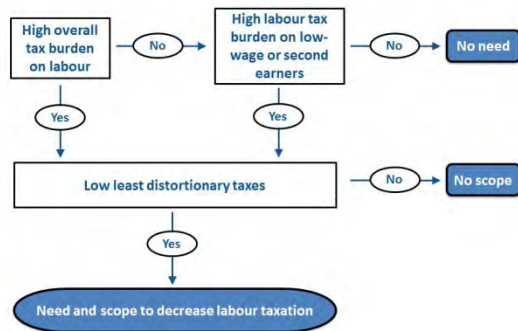 High overall
tax burden
on labour
No
High labour tax
burden on low-
wage or second
earners
No
No need
Yes
Yes
Low least distortionary taxes
No
No scope
Yes
Need and scope to decrease labour taxation